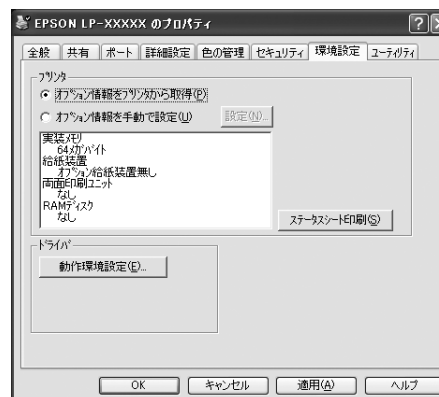 EPSON LP-XXXXX のプロパティ
全般 共有 ポート 詳細設定 色の管理 セキュリティ 環境設定 ユーティリティ
プリンタ
オプション情報をプリンタから取得(P)
オプション情報を手動で設定(U) 設定(N)...
実装メモリ
64メガバイト
給紙装置
オプション給紙装置無し
両面印刷ユニット
なし
RAMディスク
なし
ステータスシート印刷(S)
ドライバ
動作環境設定(E)...
OK キャンセル 適用(A) ヘルプ